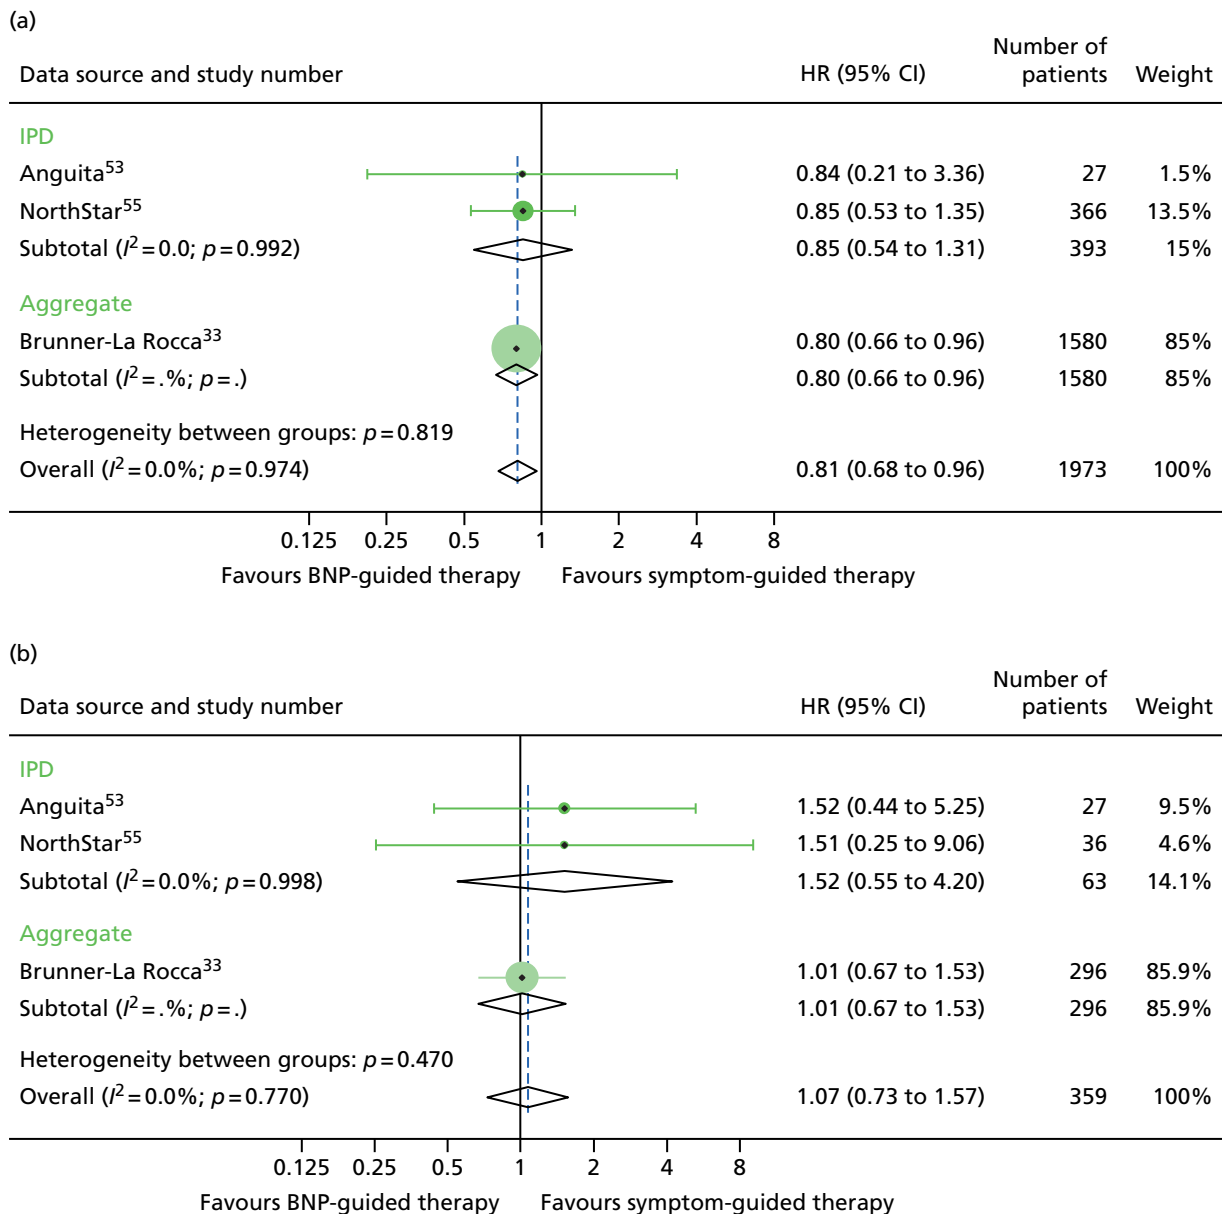 (a)
Data source and study number HR (95% CI) Number of patients Weight
IPD
Anguita⁵³ 0.84 (0.21 to 3.36) 27 1.5%
NorthStar⁵⁵ 0.85 (0.53 to 1.35) 366 13.5%
Subtotal (I² = 0.0; p = 0.992) 0.85 (0.54 to 1.31) 393 15%
Aggregate
Brunner-La Rocca³³ 0.80 (0.66 to 0.96) 1580 85%
Subtotal (I² = .%; p = .) 0.80 (0.66 to 0.96) 1580 85%
Heterogeneity between groups: p = 0.819
Overall (I² = 0.0%; p = 0.974) 0.81 (0.68 to 0.96) 1973 100%
0.125 0.25 0.5 1 2 4 8
Favours BNP-guided therapy Favours symptom-guided therapy
(b)
Data source and study number HR (95% CI) Number of patients Weight
IPD
Anguita⁵³ 1.52 (0.44 to 5.25) 27 9.5%
NorthStar⁵⁵ 1.51 (0.25 to 9.06) 36 4.6%
Subtotal (I² = 0.0%; p = 0.998) 1.52 (0.55 to 4.20) 63 14.1%
Aggregate
Brunner-La Rocca³³ 1.01 (0.67 to 1.53) 296 85.9%
Subtotal (I² = .%; p = .) 1.01 (0.67 to 1.53) 296 85.9%
Heterogeneity between groups: p = 0.470
Overall (I² = 0.0%; p = 0.770) 1.07 (0.73 to 1.57) 359 100%
0.125 0.25 0.5 1 2 4 8
Favours BNP-guided therapy Favours symptom-guided therapy